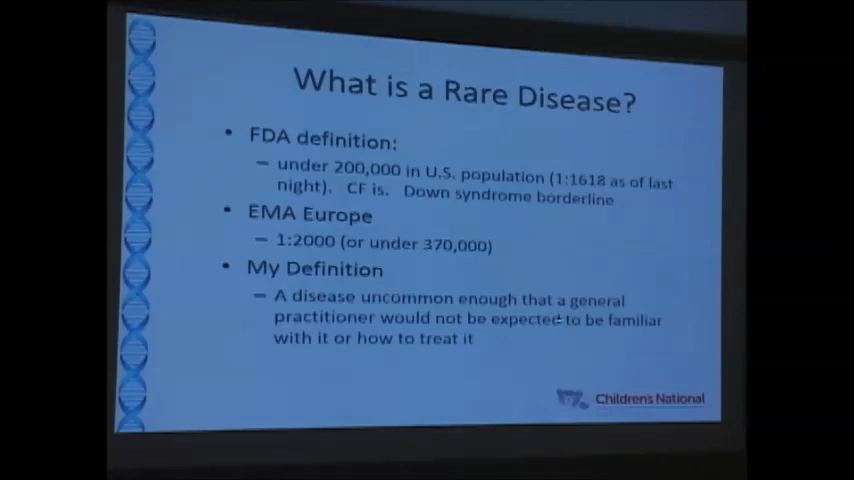 What is a Rare Disease?
• FDA definition:
– under 200,000 in U.S. population (1:1618 as of last
night). CF is. Down syndrome borderline
• EMA Europe
– 1:2000 (or under 370,000)
• My Definition
– A disease uncommon enough that a general
practitioner would not be expected to be familiar
with it or how to treat it
Children's National